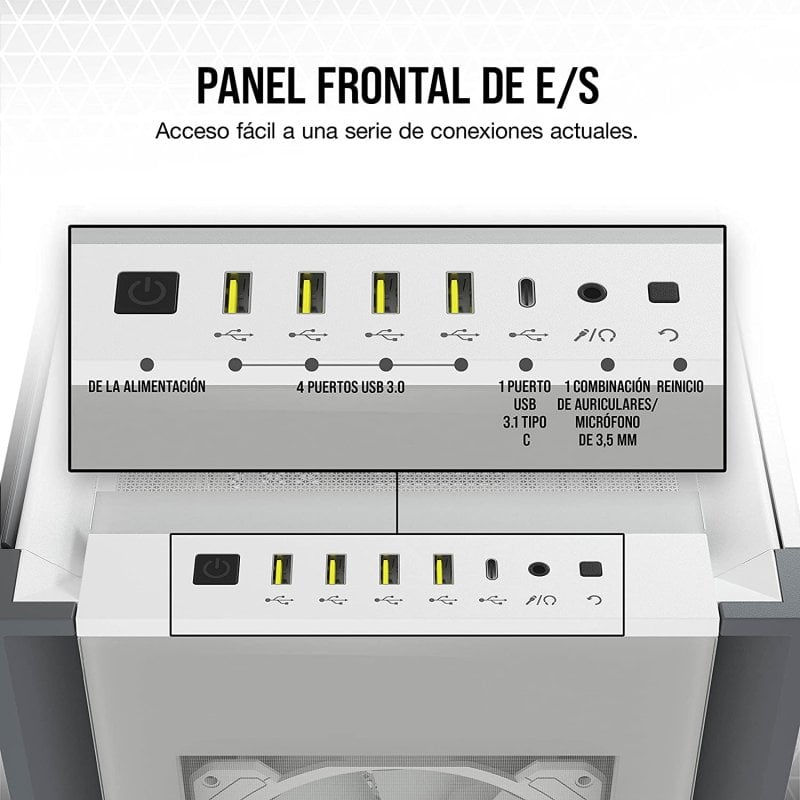 PANEL FRONTAL DE E/S
Acceso fácil a una serie de conexiones actuales.
DE LA ALIMENTACIÓN
4 PUERTOS USB 3.0
1 PUERTO
USB
3.1 TIPO
C
1 COMBINACIÓN
DE AURICULARES/
MICRÓFONO
DE 3,5 MM
REINICIO